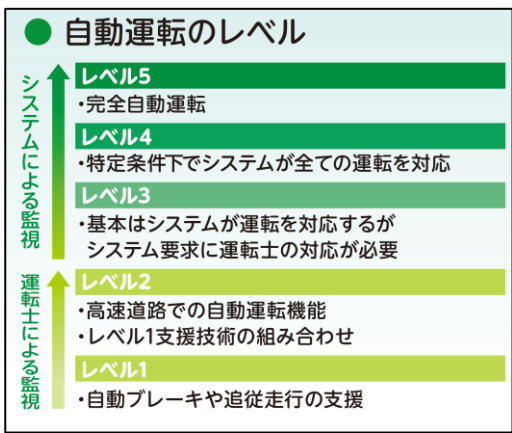 ● 自動運転のレベル
システムによる監視
レベル5
・完全自動運転
レベル4
・特定条件下でシステムが全ての運転を対応
レベル3
・基本はシステムが運転を対応するが
システム要求に運転士の対応が必要
運転士による監視
レベル2
・高速道路での自動運転機能
・レベル1支援技術の組み合わせ
レベル1
・自動ブレーキや追従走行の支援